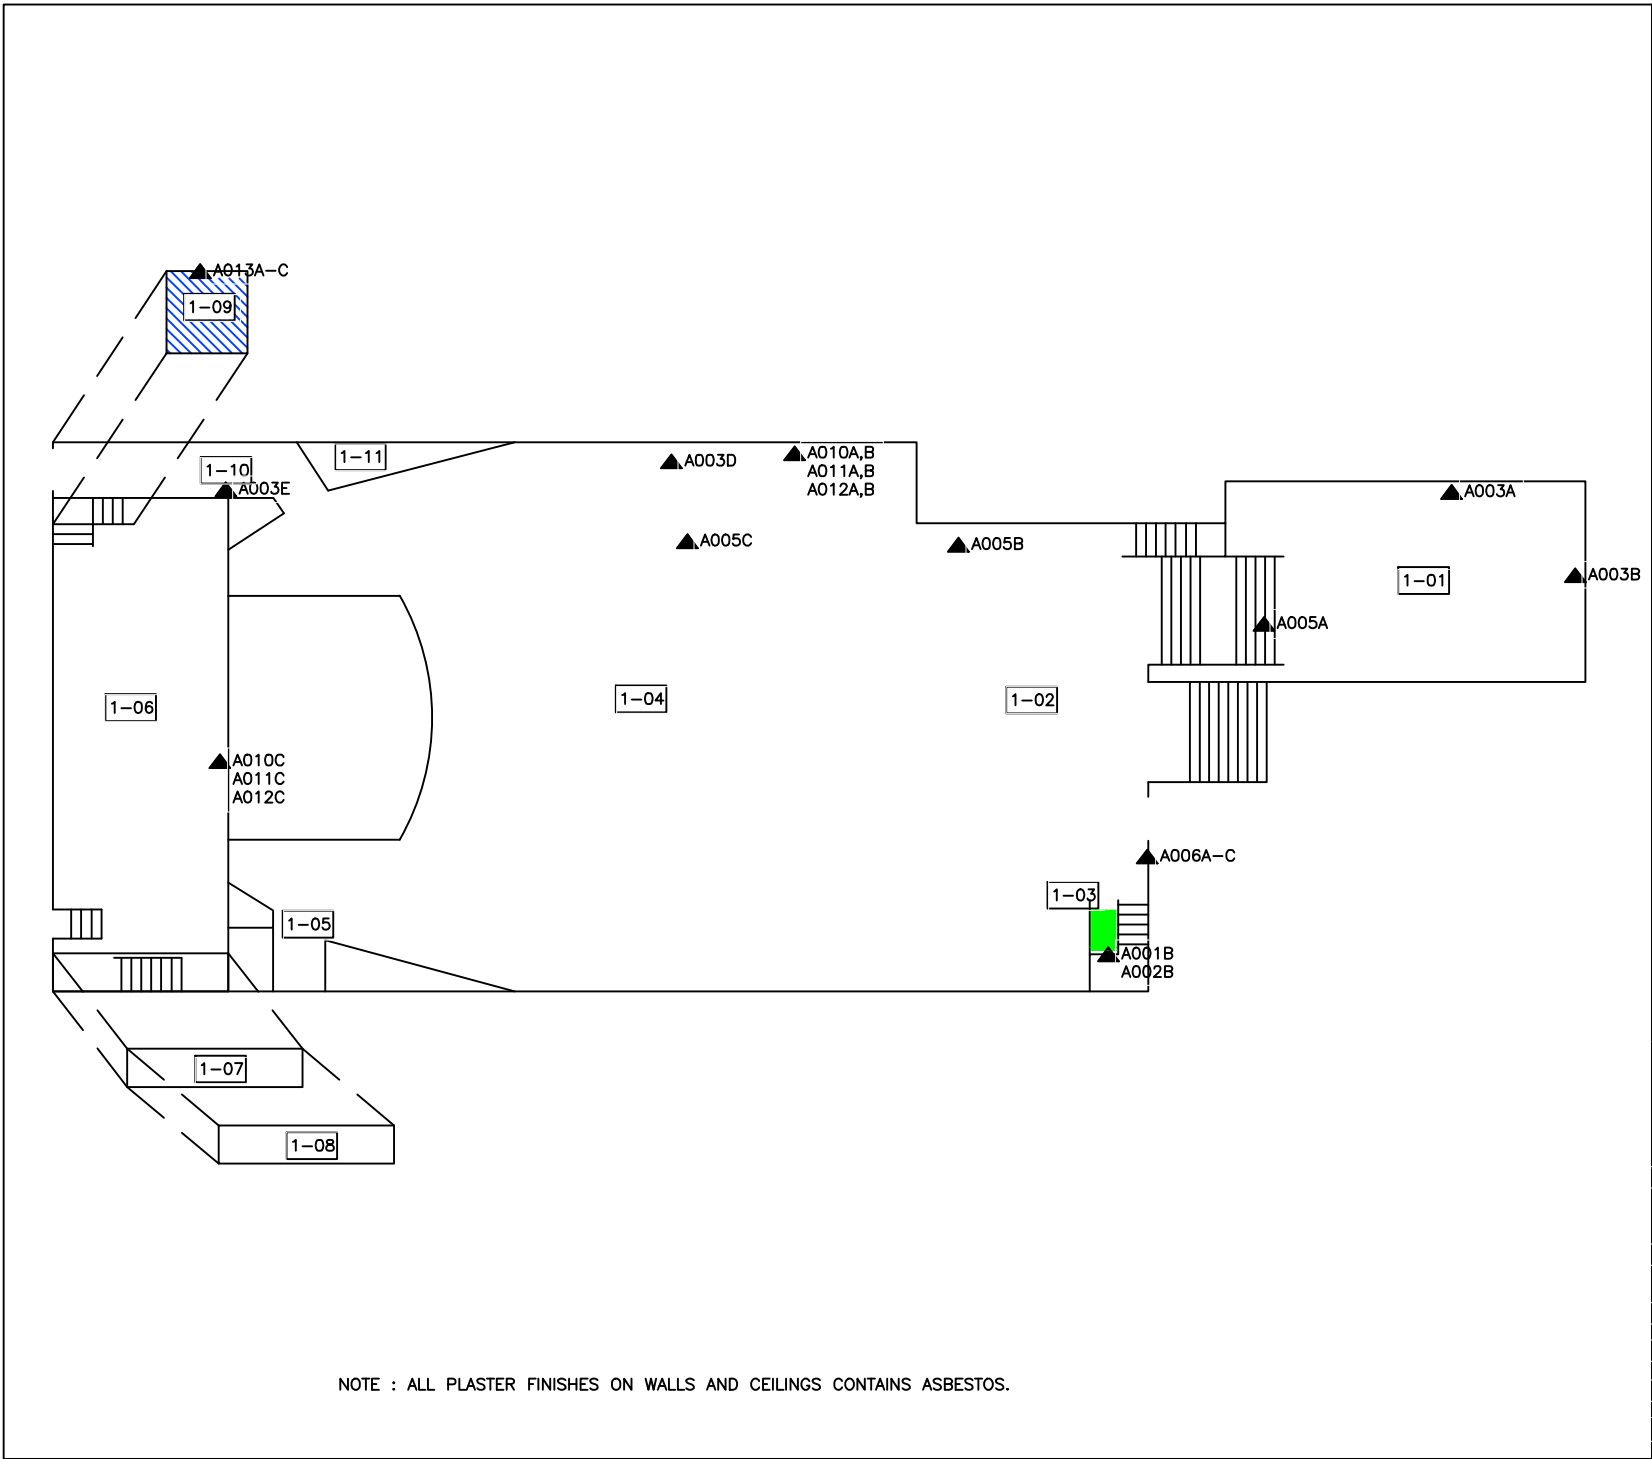 A013A-C
1-09
1-10
1-11
A003E
A003D
A010A,B
A011A,B
A012A,B
A003A
A005C
A005B
1-01
A003B
A005A
1-06
1-04
1-02
A010C
A011C
A012C
A006A-C
1-03
1-05
A001B
A002B
1-07
1-08
NOTE : ALL PLASTER FINISHES ON WALLS AND CEILINGS CONTAINS ASBESTOS.